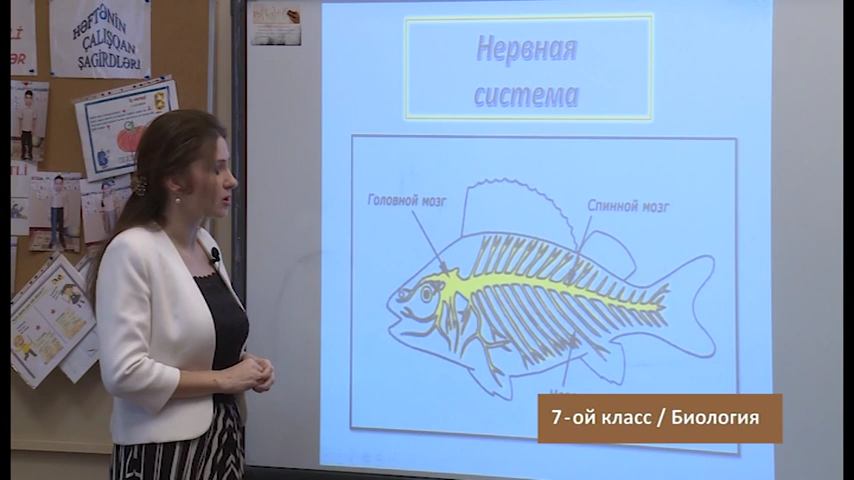 HƏFTƏNİN
ÇALIŞQAN
ŞAGİRDLƏRİ
Нервная
система
Головной мозг
Спинной мозг
7-ой класс / Биология